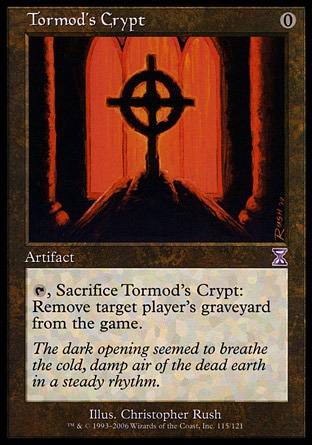 Tormod's Crypt 0
RUSH '93
Artifact
, Sacrifice Tormod's Crypt:
Remove target player's graveyard
from the game.
The dark opening seemed to breathe
the cold, damp air of the dead earth
in a steady rhythm.
Illus. Christopher Rush
™ & © 1993-2006 Wizards of the Coast, Inc. 115/121